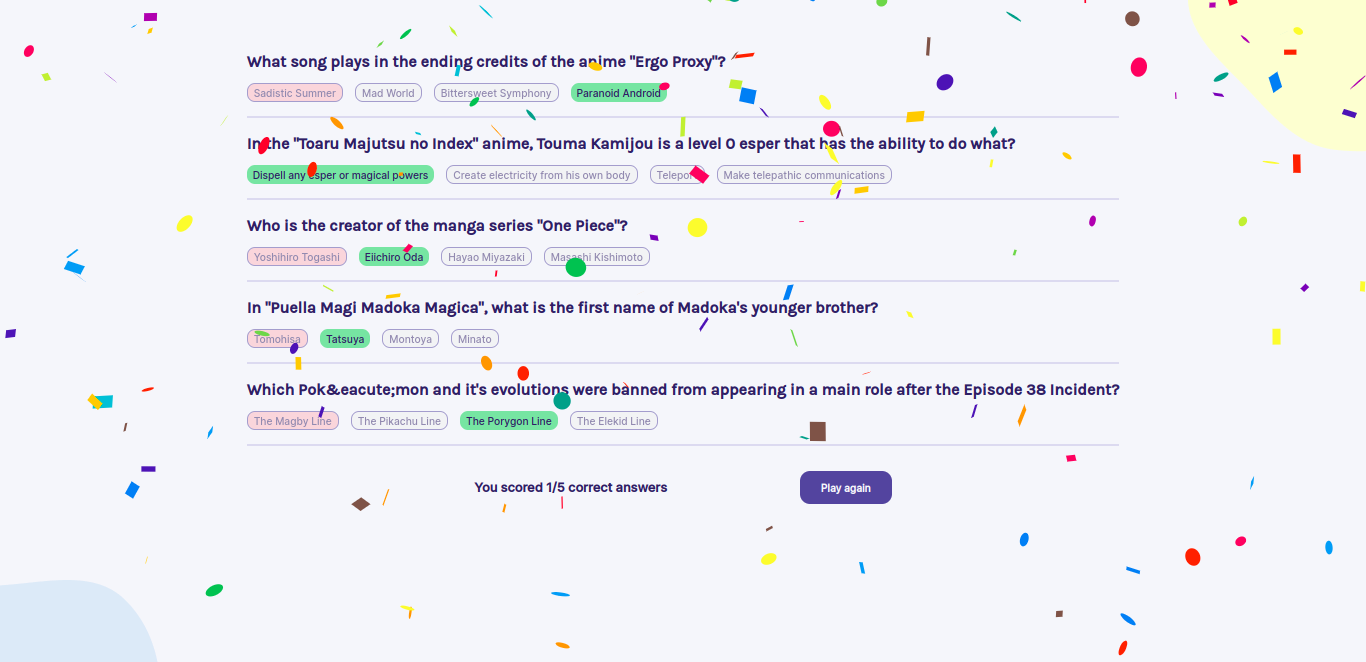 What song plays in the ending credits of the anime "Ergo Proxy"?
Sadistic Summer Mad World Bittersweet Symphony Paranoid Android
In the "Toaru Majutsu no Index" anime, Touma Kamijou is a level 0 esper that has the ability to do what?
Dispell any esper or magical powers Create electricity from his own body Make telepathic communications
Who is the creator of the manga series "One Piece"?
Yoshihiro Togashi Eiichiro Oda Hayao Miyazaki Masashi Kishimoto
In "Puella Magi Madoka Magica", what is the first name of Madoka's younger brother?
Tomohisa Tatsuya Montoya Minato
Which Pok&eacute;mon and it's evolutions were banned from appearing in a main role after the Episode 38 Incident?
The Magby Line The Pikachu Line The Porygon Line The Elekid Line
You scored 1/5 correct answers Play again